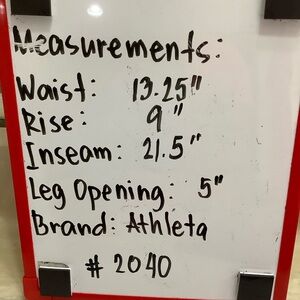 Measurements:
Waist: 13.25"
Rise: 9"
Inseam: 21.5"
Leg Opening: 5"
Brand: Athleta
# 2040